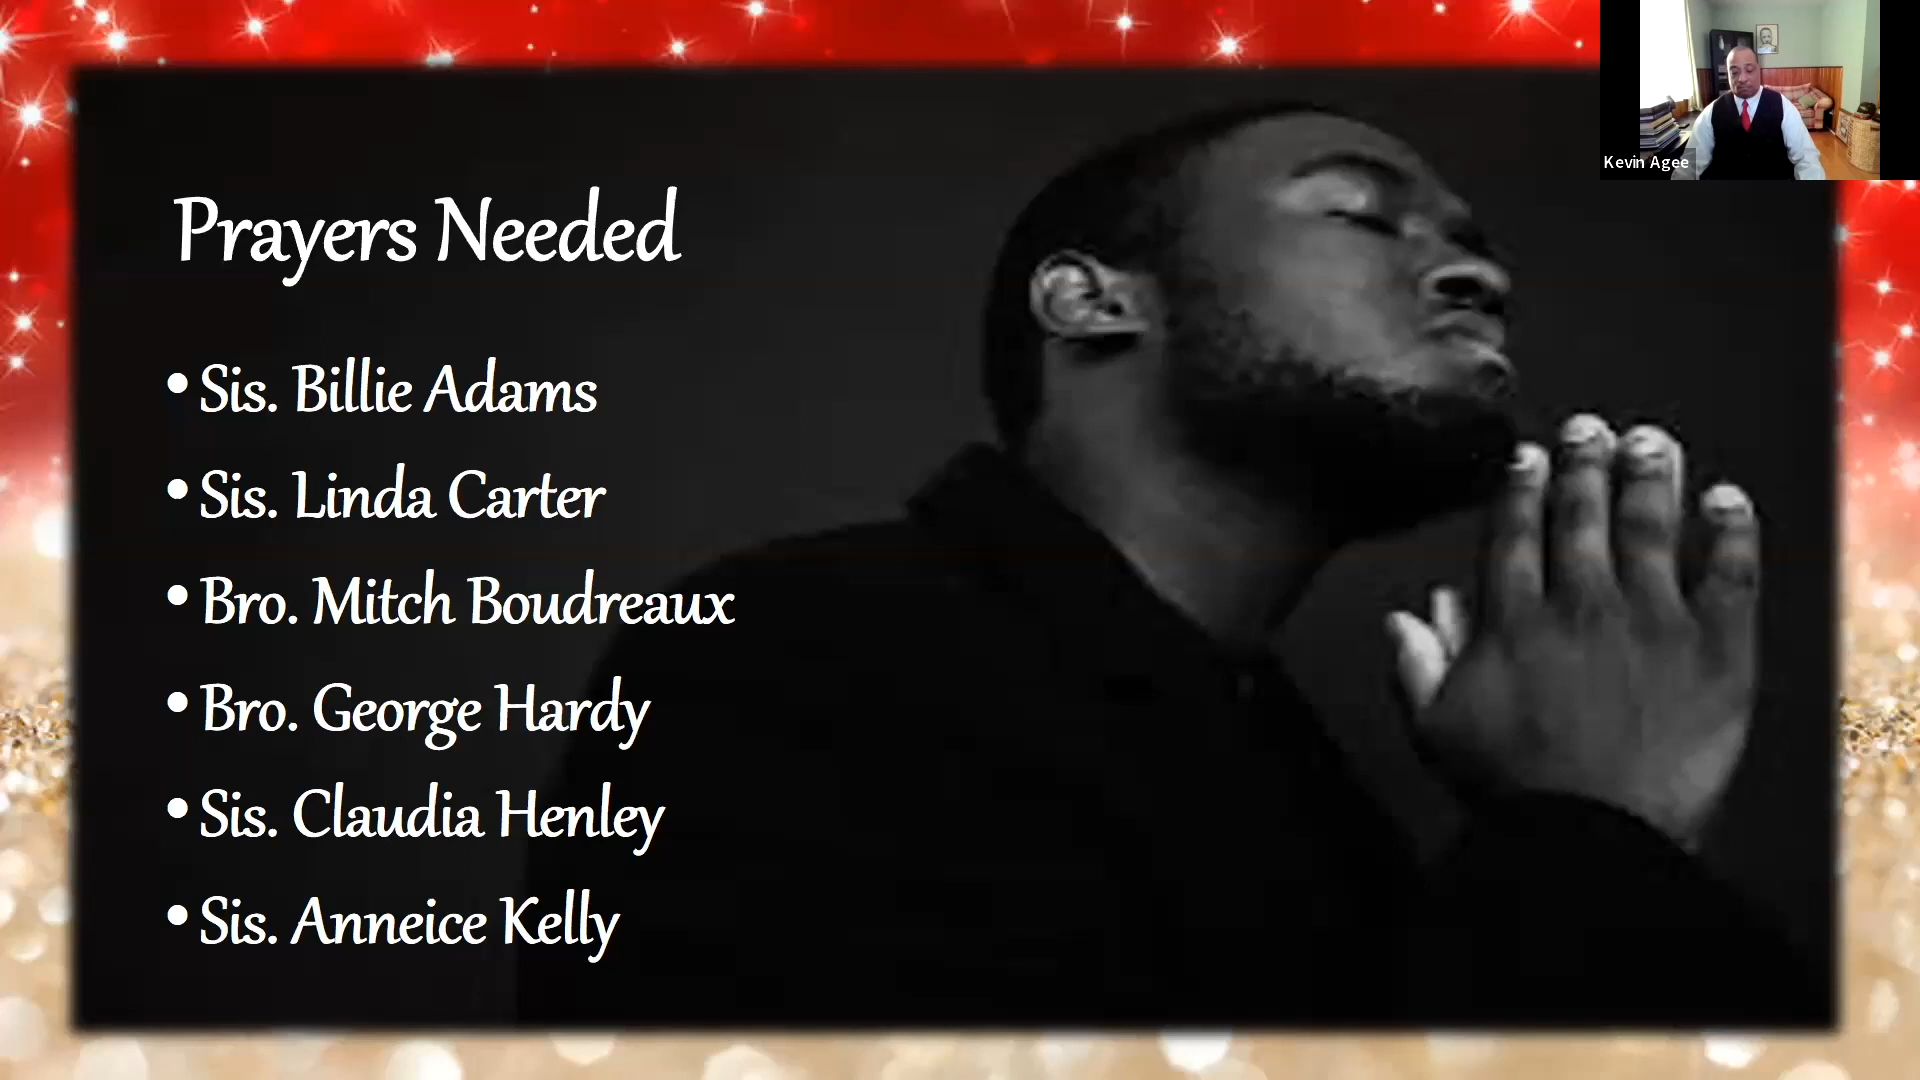 Prayers Needed
• Sis. Billie Adams
• Sis. Linda Carter
• Bro. Mitch Boudreaux
• Bro. George Hardy
• Sis. Claudia Henley
• Sis. Anneice Kelly
Kevin Agee